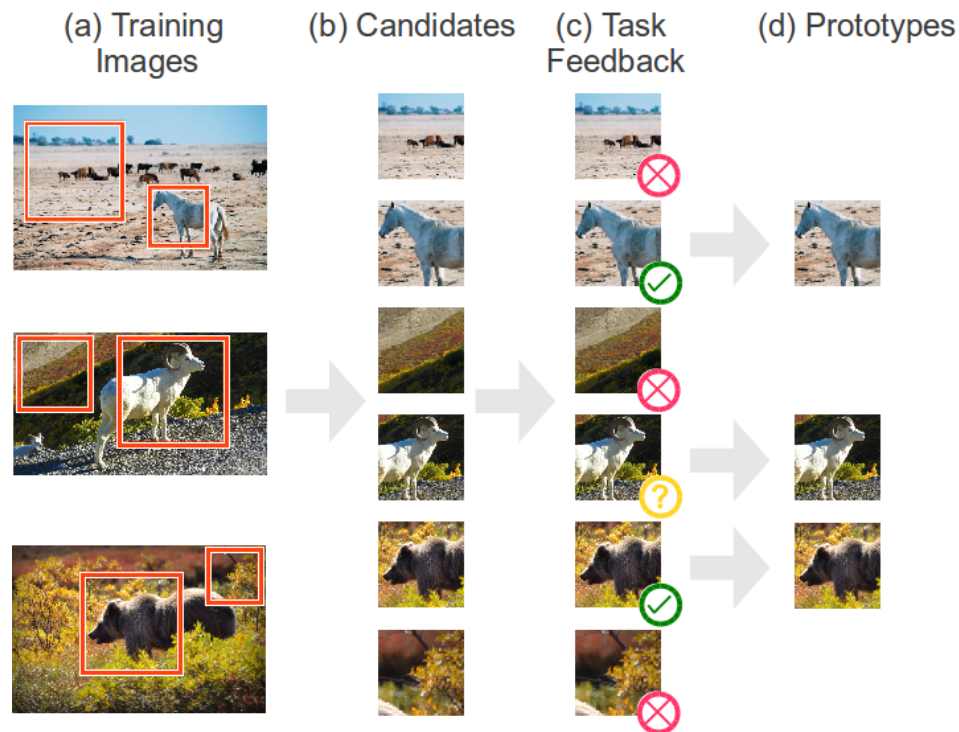 (a) Training
Images
(b) Candidates
(c) Task
Feedback
(d) Prototypes
?